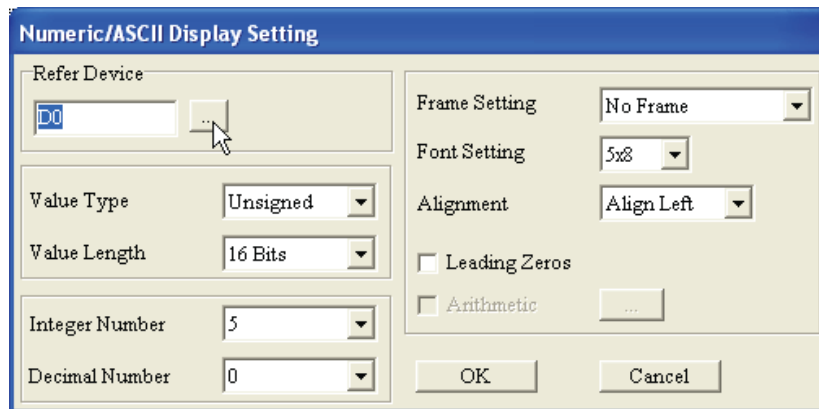 Numeric/ASCII Display Setting
Refer Device
D0
...
Value Type
Unsigned
Value Length
16 Bits
Integer Number
5
Decimal Number
0
Frame Setting
No Frame
Font Setting
5x8
Alignment
Align Left
Leading Zeros
Arithmetic
...
OK
Cancel